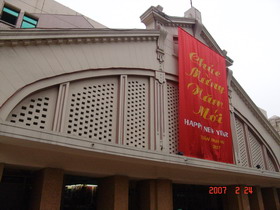 Chúc
Mừng
Năm
Mới
HAPPY NEW YEAR
2007 2 24